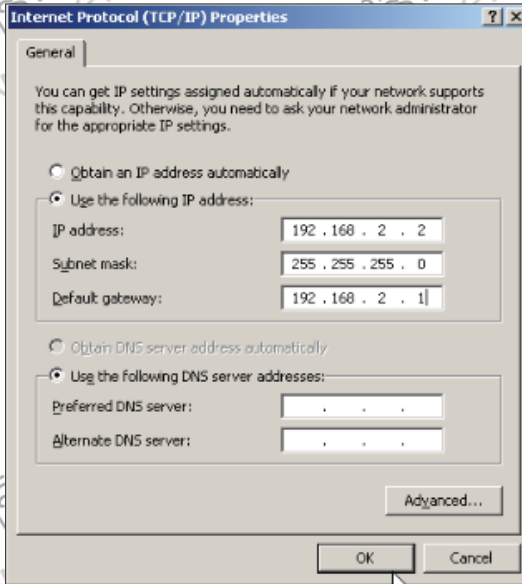 Internet Protocol (TCP/IP) Properties
General
You can get IP settings assigned automatically if your network supports
this capability. Otherwise, you need to ask your network administrator
for the appropriate IP settings.
Obtain an IP address automatically
Use the following IP address:
IP address: 192 . 168 . 2 . 2
Subnet mask: 255 . 255 . 255 . 0
Default gateway: 192 . 168 . 2 . 1
Obtain DNS server address automatically
Use the following DNS server addresses:
Preferred DNS server: . . .
Alternate DNS server: . . .
Advanced...
OK Cancel